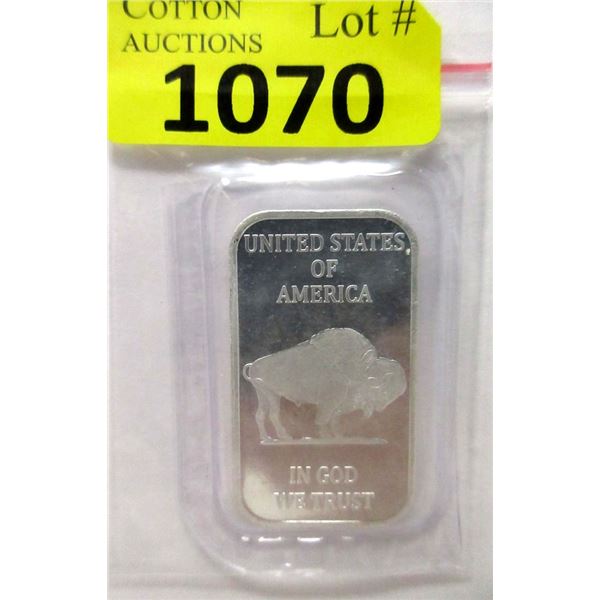 COTTON
AUCTIONS
Lot #
1070
UNITED STATES
OF
AMERICA
IN GOD
WE TRUST